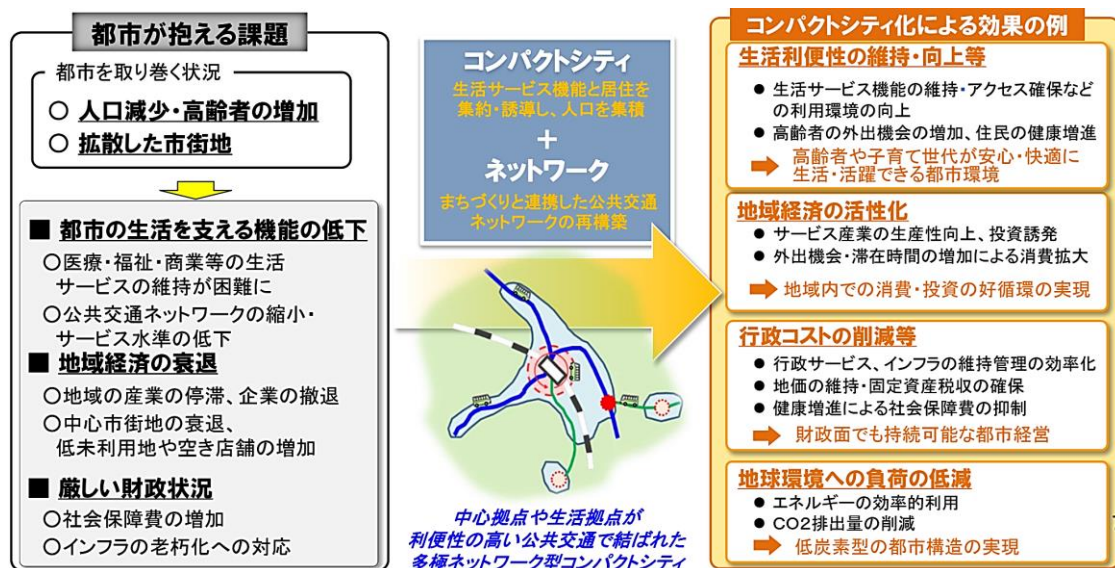 都市が抱える課題
都市を取り巻く状況
○ 人口減少・高齢者の増加
○ 拡散した市街地
■ 都市の生活を支える機能の低下
○医療・福祉・商業等の生活
サービスの維持が困難に
○公共交通ネットワークの縮小・
サービス水準の低下
■ 地域経済の衰退
○地域の産業の停滞、企業の撤退
○中心市街地の衰退、
低未利用地や空き店舗の増加
■ 厳しい財政状況
○社会保障費の増加
○インフラの老朽化への対応
コンパクトシティ
生活サービス機能と居住を
集約・誘導し、人口を集積
＋
ネットワーク
まちづくりと連携した公共交通
ネットワークの再構築
中心拠点や生活拠点が
利便性の高い公共交通で結ばれた
多極ネットワーク型コンパクトシティ
コンパクトシティ化による効果の例
生活利便性の維持・向上等
● 生活サービス機能の維持・アクセス確保など
の利用環境の向上
● 高齢者の外出機会の増加、住民の健康増進
➡ 高齢者や子育て世代が安心・快適に
生活・活躍できる都市環境
地域経済の活性化
● サービス産業の生産性向上、投資誘発
● 外出機会・滞在時間の増加による消費拡大
➡ 地域内での消費・投資の好循環の実現
行政コストの削減等
● 行政サービス、インフラの維持管理の効率化
● 地価の維持・固定資産税収の確保
● 健康増進による社会保障費の抑制
➡ 財政面でも持続可能な都市経営
地球環境への負荷の低減
● エネルギーの効率的利用
● CO2排出量の削減
➡ 低炭素型の都市構造の実現